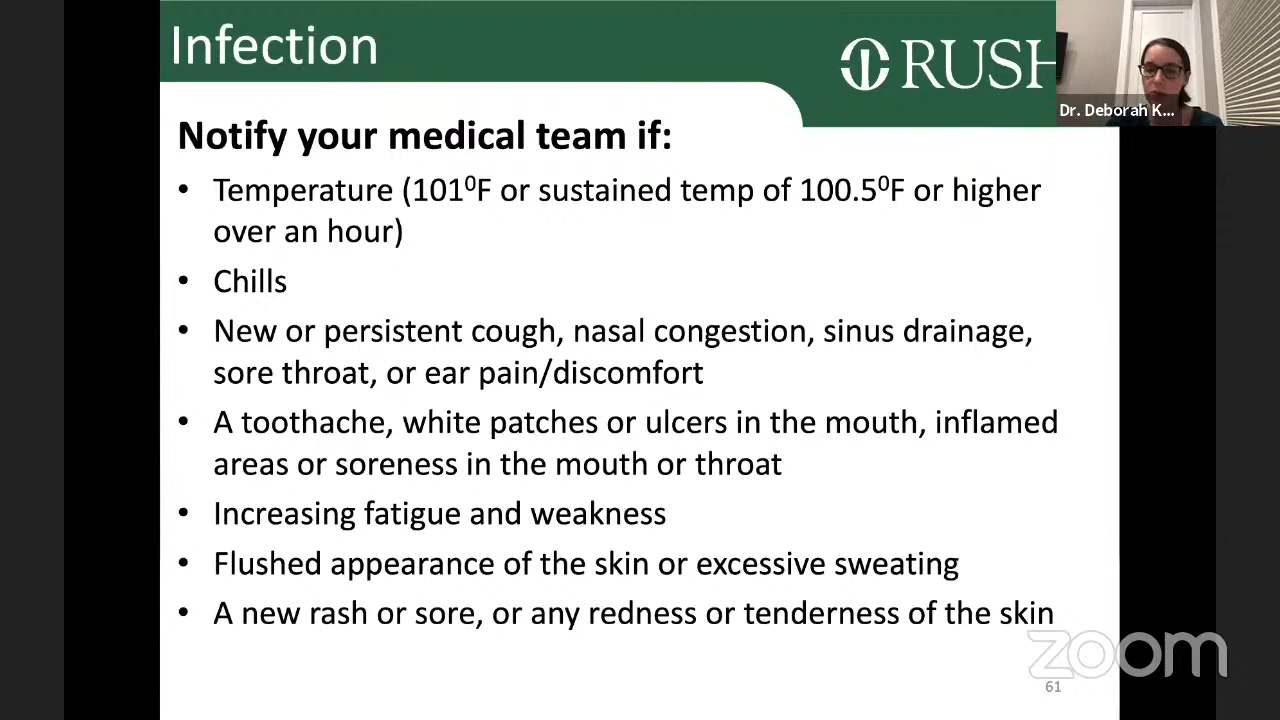 Infection
RUSH
Dr. Deborah K...
Notify your medical team if:
• Temperature (101⁰F or sustained temp of 100.5⁰F or higher
over an hour)
• Chills
• New or persistent cough, nasal congestion, sinus drainage,
sore throat, or ear pain/discomfort
• A toothache, white patches or ulcers in the mouth, inflamed
areas or soreness in the mouth or throat
• Increasing fatigue and weakness
• Flushed appearance of the skin or excessive sweating
• A new rash or sore, or any redness or tenderness of the skin
zoom
61